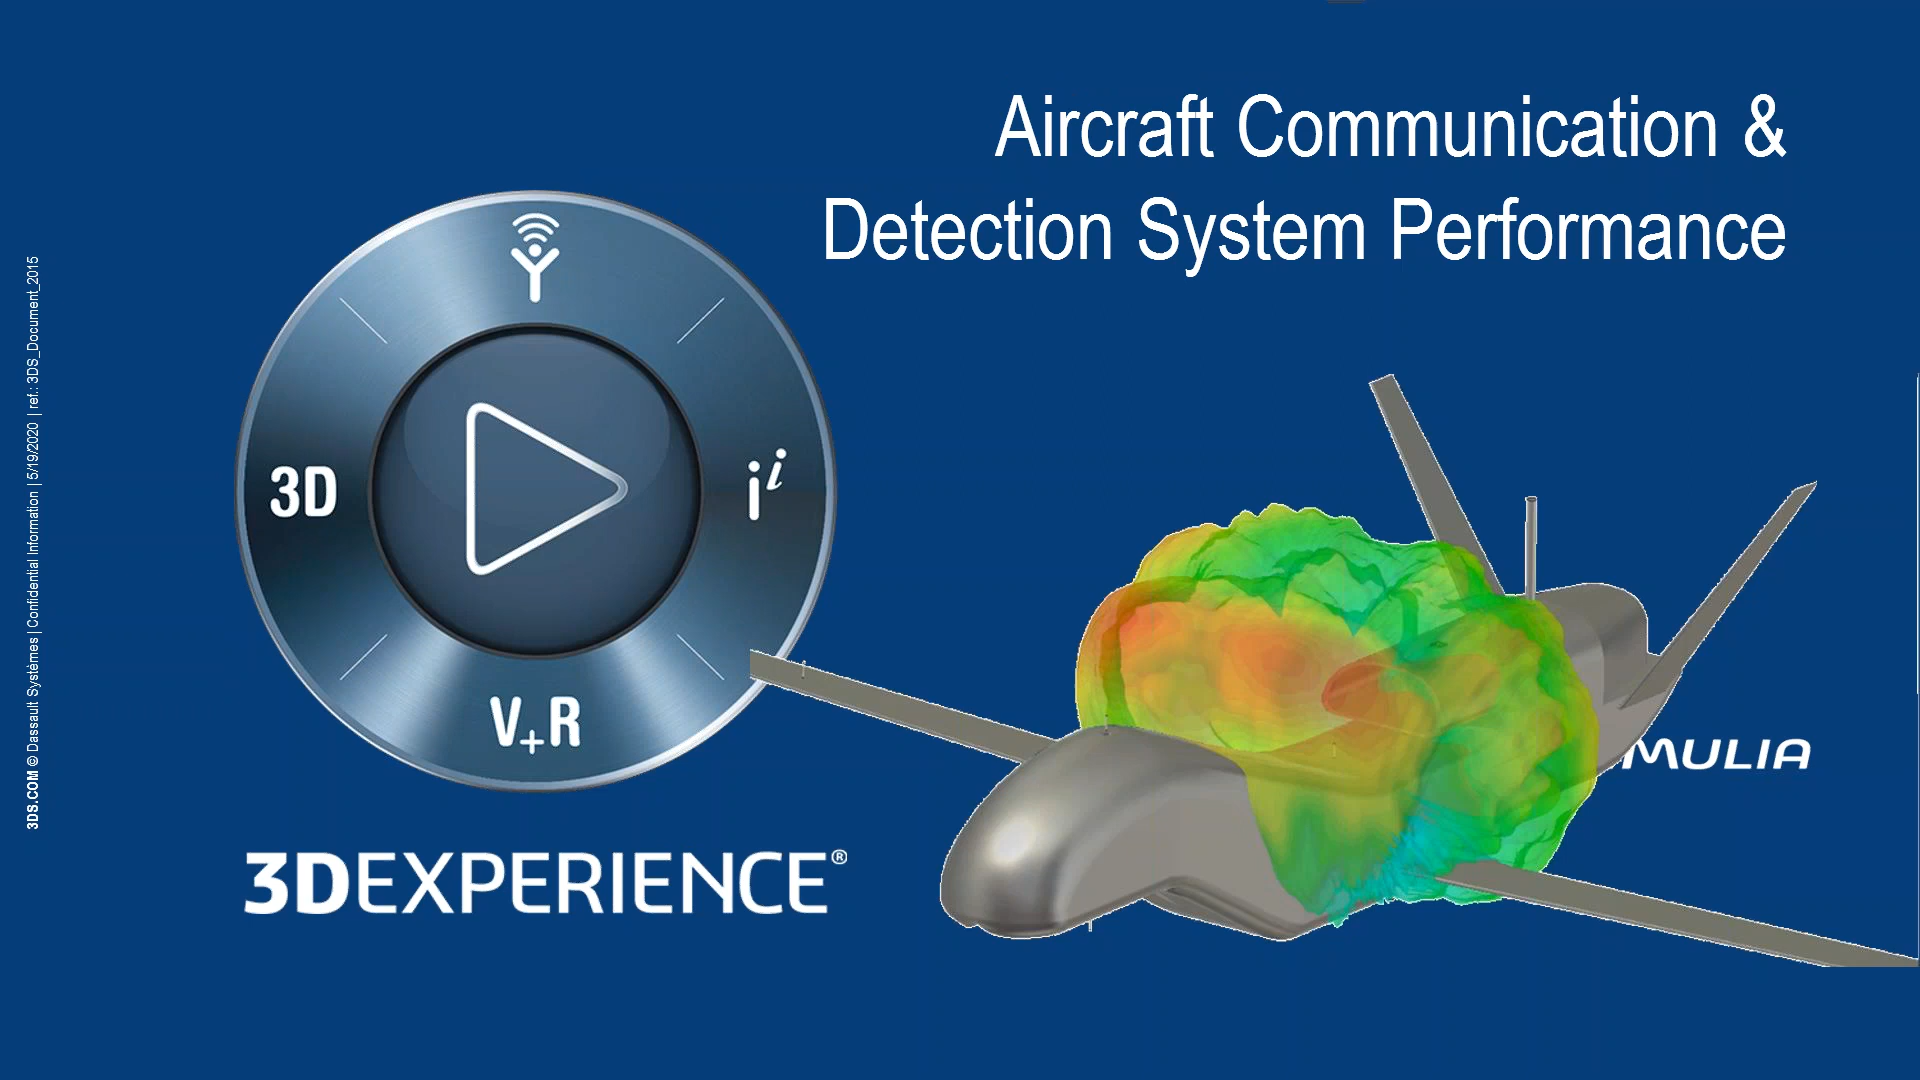 Aircraft Communication &
Detection System Performance
3D
i i
V+R
3DEXPERIENCE®
MULIA
3DS.COM © Dassault Systèmes | Confidential Information | 5/19/2020 | ref.: 3DS_Document_2015